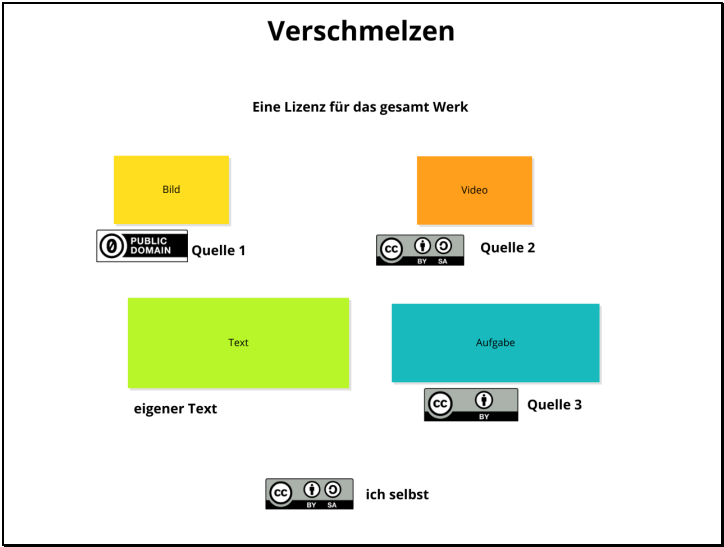 Verschmelzen
Eine Lizenz für das gesamt Werk
Bild
Video
PUBLIC
DOMAIN
Quelle 1
cc
BY SA
Quelle 2
Text
Aufgabe
eigener Text
cc
BY
Quelle 3
cc
BY SA
ich selbst